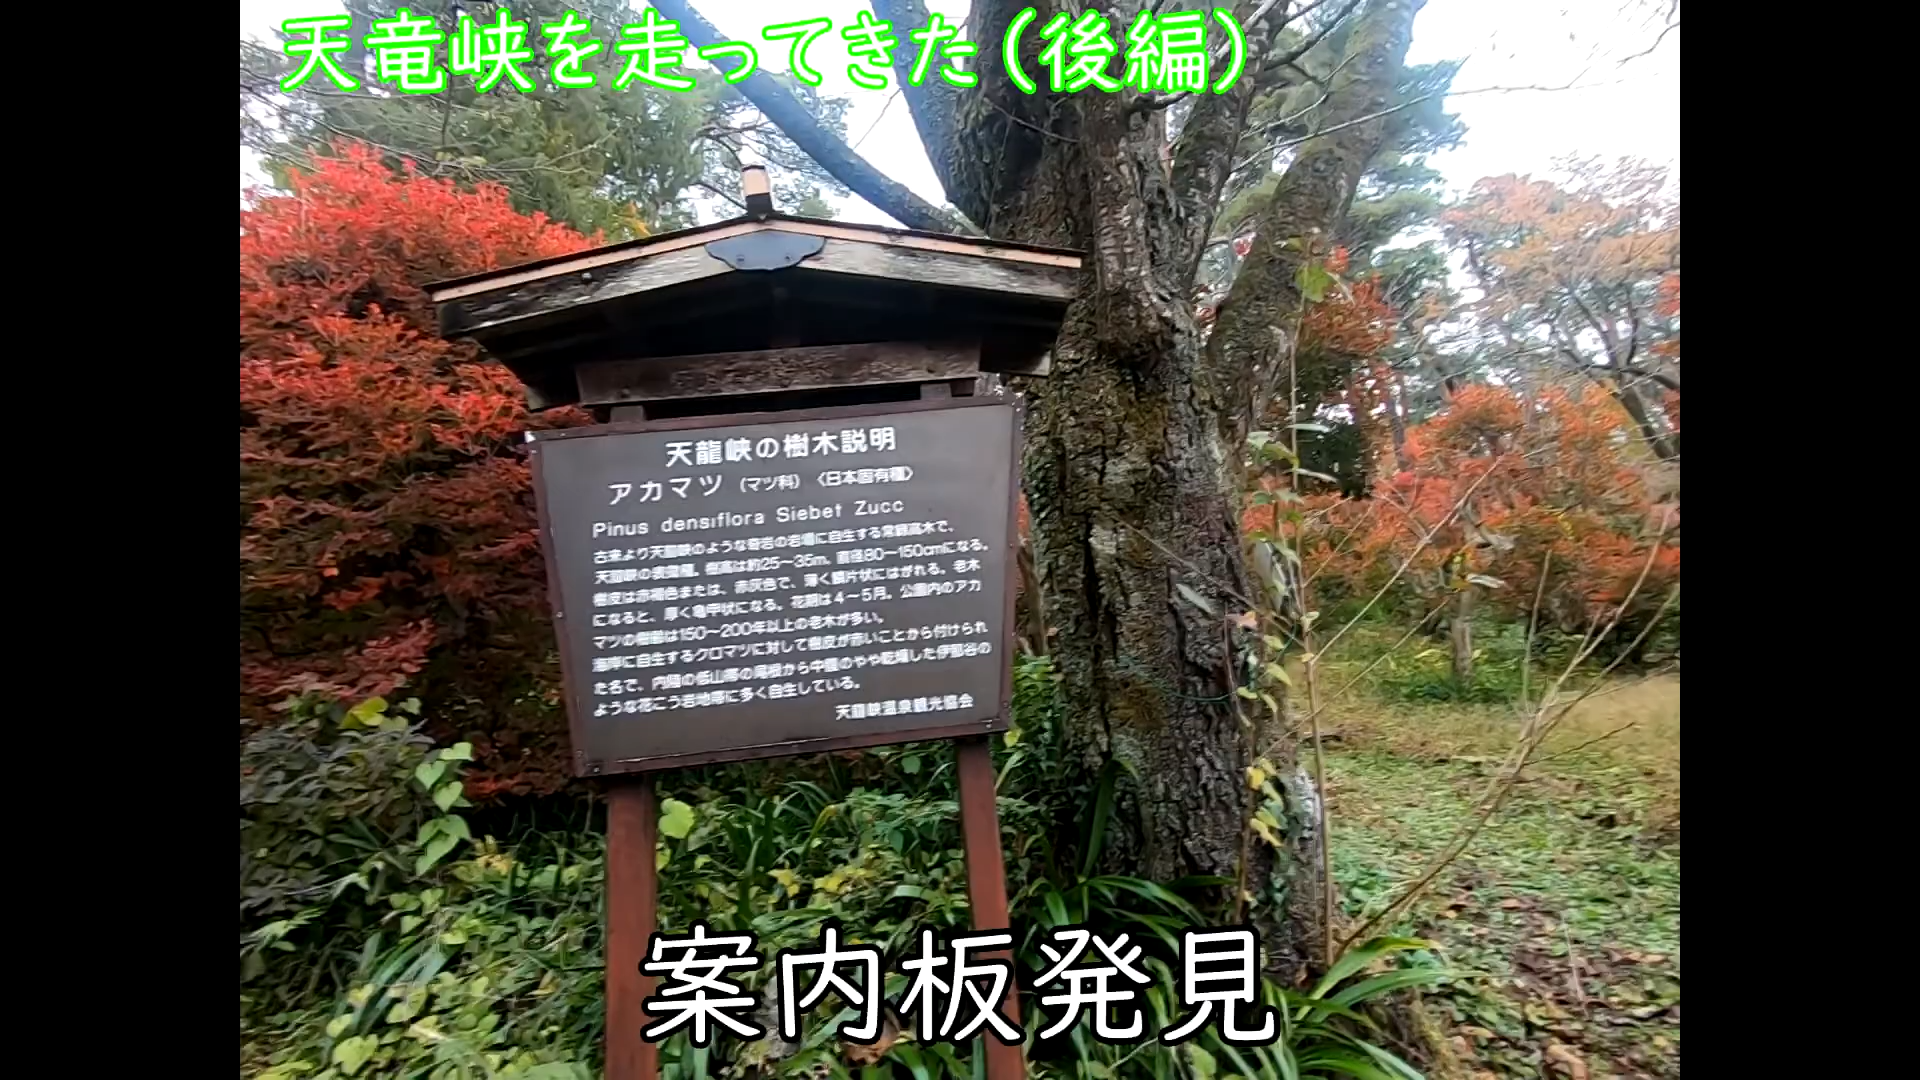 天竜峡を走ってきた（後編）
天龍峡の樹木説明
アカマツ （マツ科）〈日本固有種〉
Pinus densiflora Siebet Zucc
古来より天龍峡のような奇岩の岩場に自生する常緑高木で、
天龍峡の表徴種。樹高は約25～35m。直径80～150cmになる。
樹皮は赤褐色または、赤灰色で、薄く鱗片状にはがれる。老木
になると、厚く亀甲状になる。花期は4～5月。公園内のアカ
マツの樹齢は150～200年以上の老木が多い。
海岸に自生するクロマツに対して樹皮が赤いことから付けられ
た名で、内陸の低山帯の尾根から中腹のやや乾燥した伊那谷の
ような花こう岩地帯に多く自生している。
天龍峡温泉観光協会
案内板発見